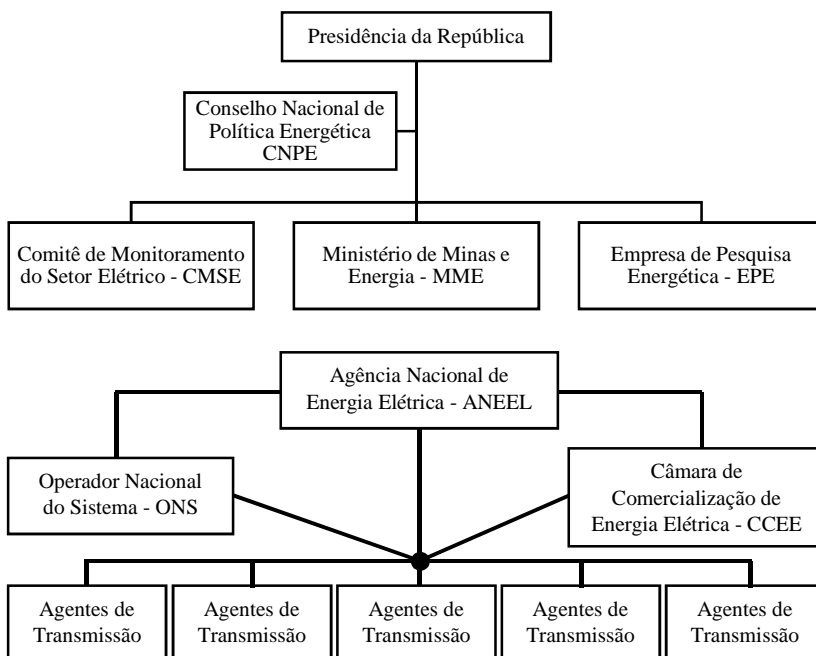 Presidência da República
Conselho Nacional de
Política Energética
CNPE
Comitê de Monitoramento
do Setor Elétrico - CMSE
Ministério de Minas e
Energia - MME
Empresa de Pesquisa
Energética - EPE
Agência Nacional de
Energia Elétrica - ANEEL
Operador Nacional
do Sistema - ONS
Câmara de
Comercialização de
Energia Elétrica - CCEE
Agentes de
Transmissão
Agentes de
Transmissão
Agentes de
Transmissão
Agentes de
Transmissão
Agentes de
Transmissão